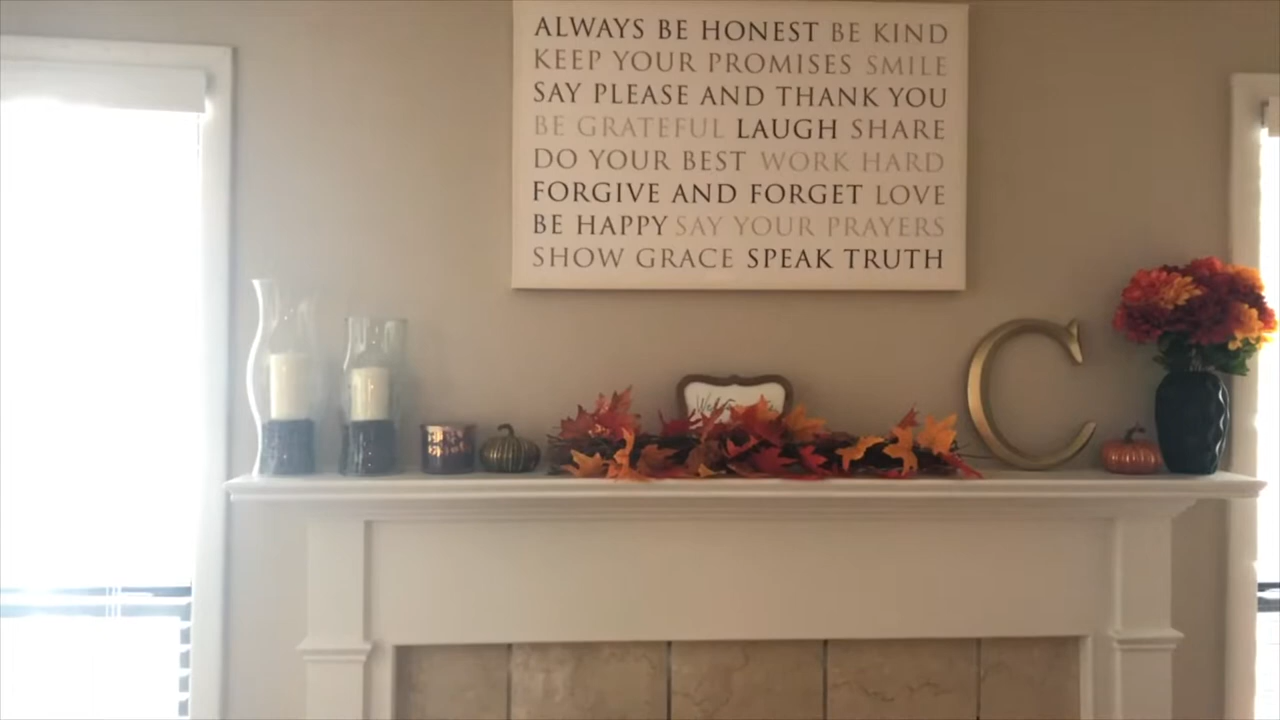 ALWAYS BE HONEST BE KIND
KEEP YOUR PROMISES SMILE
SAY PLEASE AND THANK YOU
BE GRATEFUL LAUGH SHARE
DO YOUR BEST WORK HARD
FORGIVE AND FORGET LOVE
BE HAPPY SAY YOUR PRAYERS
SHOW GRACE SPEAK TRUTH
C